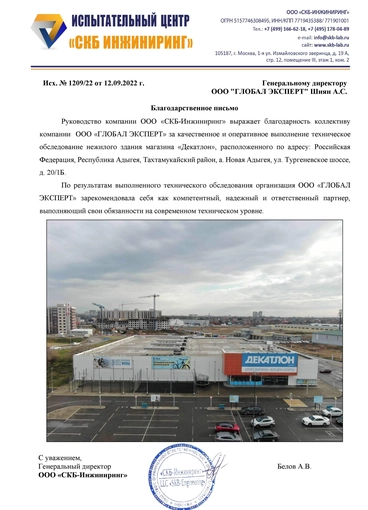 ИСПЫТАТЕЛЬНЫЙ ЦЕНТР
«СКБ ИНЖИНИРИНГ»
ООО «СКБ-ИНЖИНИРИНГ»
ОГРН 5157746308495, ИНН/КПП 7719435388/ 771901001
Тел.: +7 (499) 166-62-18, +7 (495) 178-04-89
e-mail: info@skb-lab.ru
сайт: www.skb-lab.ru
105187, г. Москва, 1-я ул. Измайловского зверинца, д. 19 А,
стр. 12, помещение III, этаж 1, ком. 2
Исх. № 1209/22 от 12.09.2022 г.
Генеральному директору
ООО "ГЛОБАЛ ЭКСПЕРТ" Шиян А.С.
Благодарственное письмо
Руководство компании ООО «СКБ-Инжиниринг» выражает благодарность коллективу
компании ООО «ГЛОБАЛ ЭКСПЕРТ» за качественное и оперативное выполнение техническое
обследование нежилого здания магазина «Декатлон», расположенного по адресу: Российская
Федерация, Республика Адыгея, Тахтамукайский район, а. Новая Адыгея, ул. Тургеневское шоссе,
д. 20/1Б.
По результатам выполненного технического обследования организация ООО «ГЛОБАЛ
ЭКСПЕРТ» зарекомендовала себя как компетентный, надежный и ответственный партнер,
выполняющий свои обязанности на современном техническом уровне.
ДЕКАТЛОН
С уважением,
Генеральный директор
ООО «СКБ-Инжиниринг»
Белов А.В.
«СКБ-Инжиниринг»
LLC «SKB-Engineering»